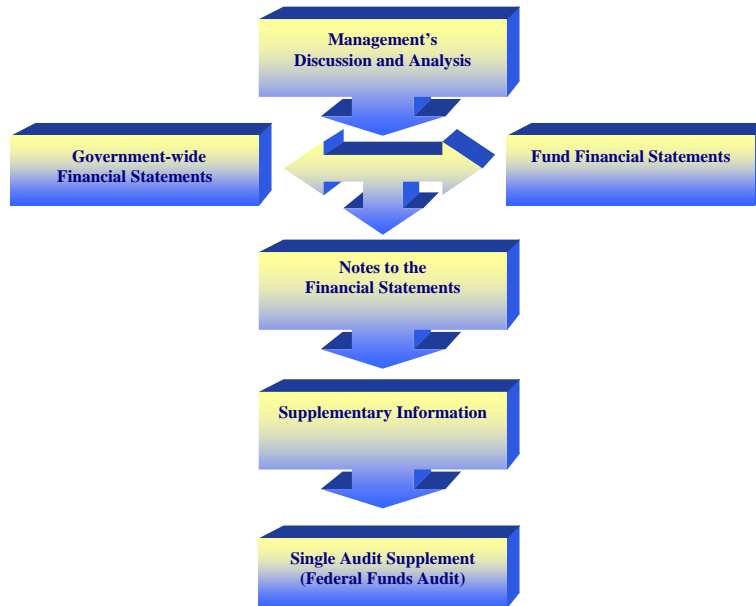 Management’s
Discussion and Analysis
Government-wide
Financial Statements
Fund Financial Statements
Notes to the
Financial Statements
Supplementary Information
Single Audit Supplement
(Federal Funds Audit)